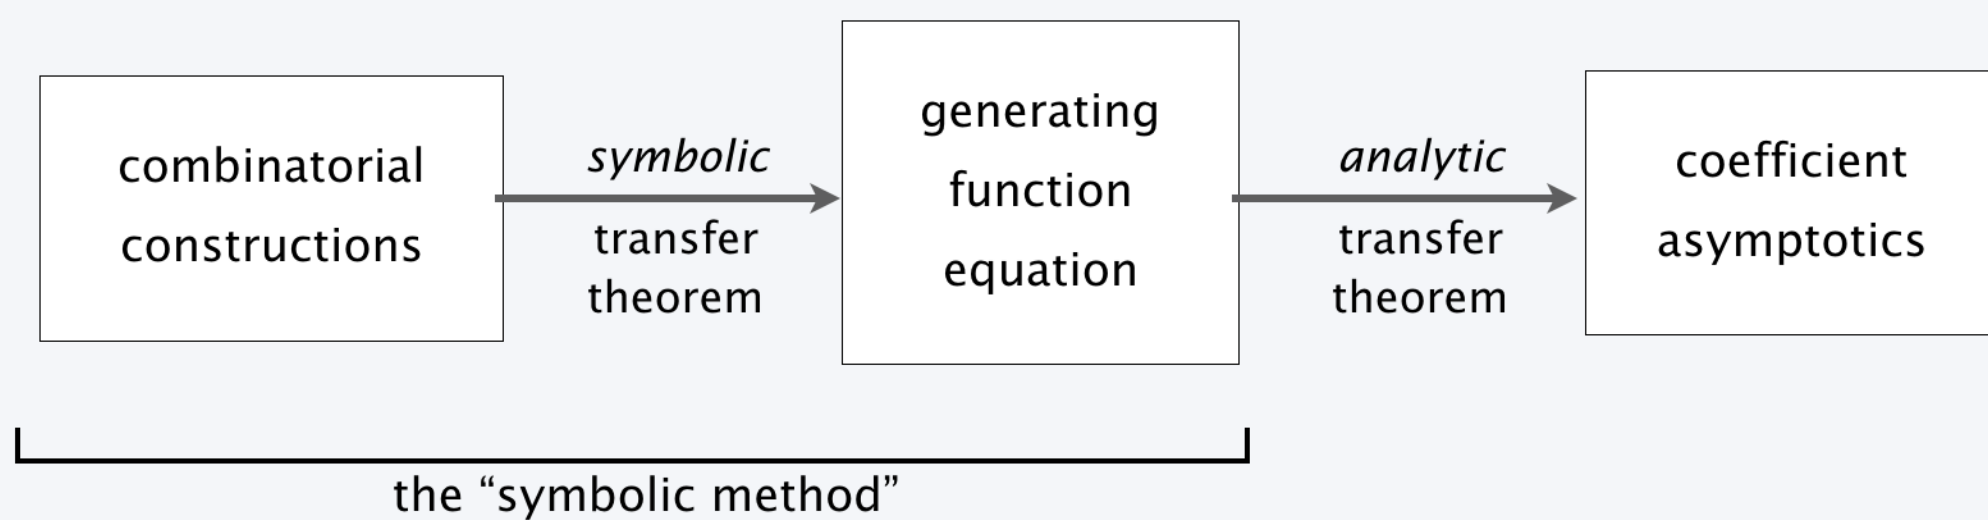 combinatorial
constructions
symbolic
transfer
theorem
generating
function
equation
analytic
transfer
theorem
coefficient
asymptotics
the “symbolic method”